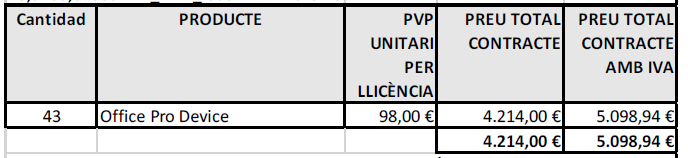 Cantidad PRODUCTE PVP UNITARI PER LLICÈNCIA PREU TOTAL CONTRACTE PREU TOTAL CONTRACTE AMB IVA
43 Office Pro Device 98,00 € 4.214,00 € 5.098,94 €
4.214,00 € 5.098,94 €